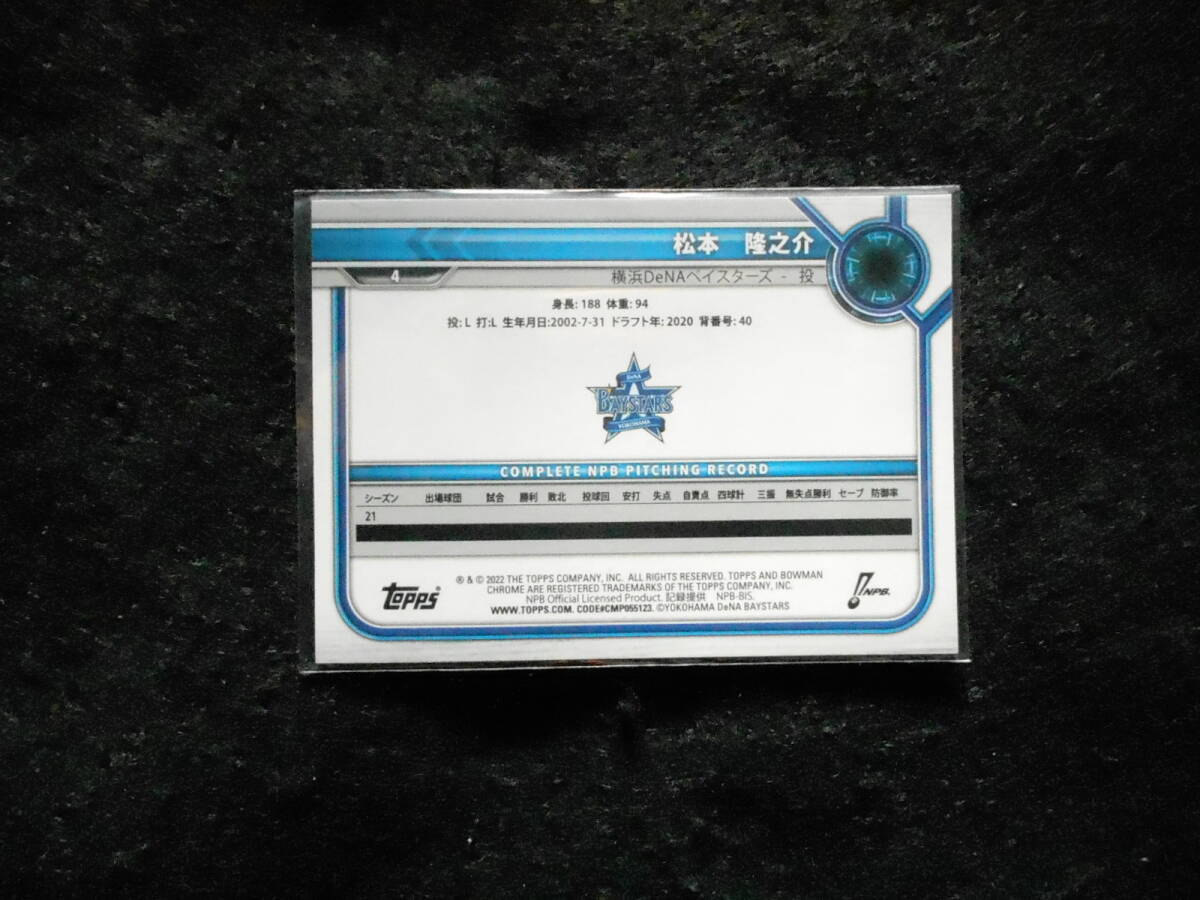 松本　隆之介
4
横浜DeNAベイスターズ - 投
身長: 188 体重: 94
投: L 打:L 生年月日:2002-7-31 ドラフト年: 2020 背番号: 40
DeNA
BAYSTARS
YOKOHAMA
COMPLETE NPB PITCHING RECORD
シーズン 出場球団 試合 勝利 敗北 投球回 安打 失点 自責点 四球計 三振 無失点勝利 セーブ 防御率
21
topps®
® & © 2022 THE TOPPS COMPANY, INC. ALL RIGHTS RESERVED. TOPPS AND BOWMAN
CHROME ARE REGISTERED TRADEMARKS OF THE TOPPS COMPANY, INC.
NPB Official Licensed Product. 記録提供 NPB-BIS.
WWW.TOPPS.COM. CODE#CMP055123. ©YOKOHAMA DeNA BAYSTARS
NPB.